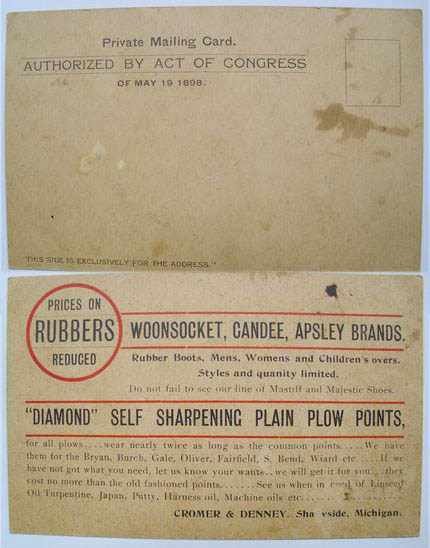 Private Mailing Card.
AUTHORIZED BY ACT OF CONGRESS
OF MAY 19 1898.
"THIS SIDE IS EXCLUSIVELY FOR THE ADDRESS."
PRICES ON
RUBBERS
REDUCED
WOONSOCKET, CANDEE, APSLEY BRANDS.
Rubber Boots, Mens, Womens and Children's overs.
Styles and quanity limited.
Do not fail to see our line of Mastiff and Majestic Shoes.
"DIAMOND" SELF SHARPENING PLAIN PLOW POINTS,
for all plows....wear nearly twice as long as the common points.....We have
them for the Bryan, Burch, Gale, Oliver, Fairfield, S. Bend, Wiard etc.....If we
have not got what you need, let us know your wants..we will get it for you...they
cost no more than the old fashioned points.......See us when in need of Linseed
Oil Turpentine, Japan, Putty, Harness oil, Machine oils etc.....
CROMER & DENNEY. Sha vside, Michigan.